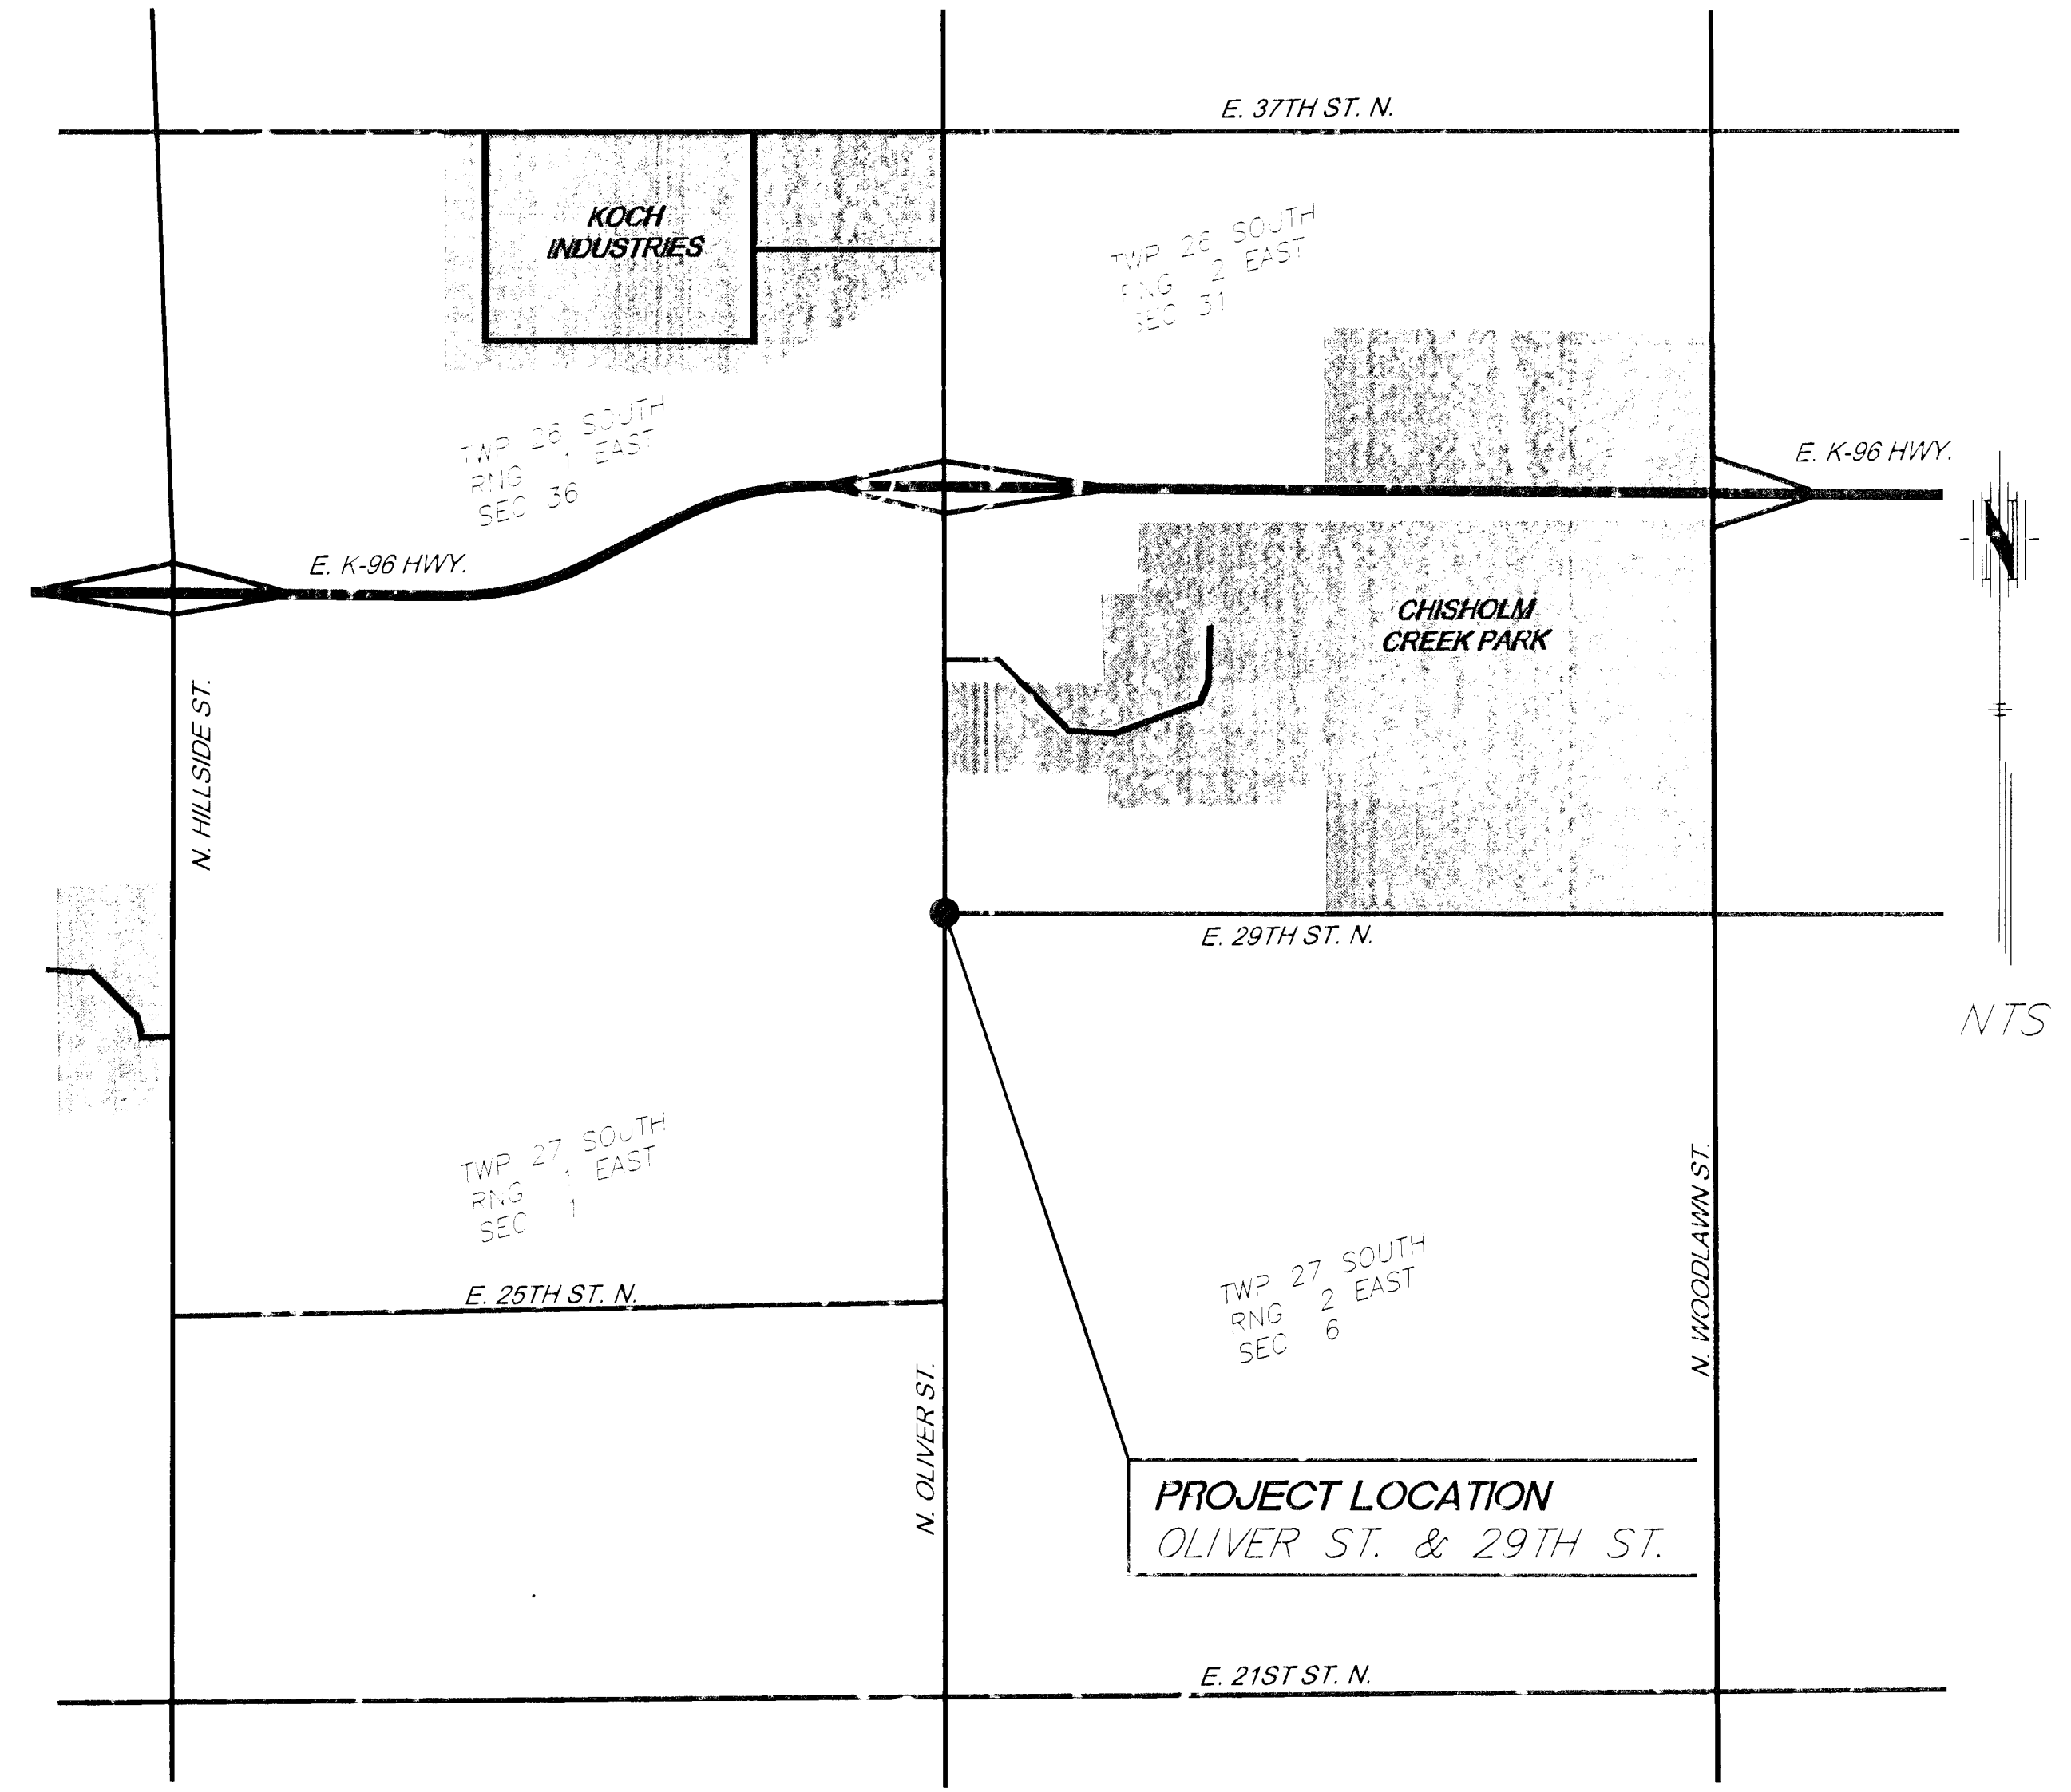 E. 37TH ST. N.
KOCH
INDUSTRIES
TWP 26 SOUTH
RNG 2 EAST
SEC 31
TWP 26 SOUTH
RNG 1 EAST
SEC 36
E. K-96 HWY.
E. K-96 HWY.
N
CHISHOLM
CREEK PARK
N. HILLSIDE ST.
E. 29TH ST. N.
NTS
TWP 27 SOUTH
RNG 1 EAST
SEC 1
TWP 27 SOUTH
RNG 2 EAST
SEC 6
N. WOODLAWN ST.
E. 25TH ST. N.
N. OLIVER ST.
PROJECT LOCATION
OLIVER ST. & 29TH ST.
E. 21ST ST. N.